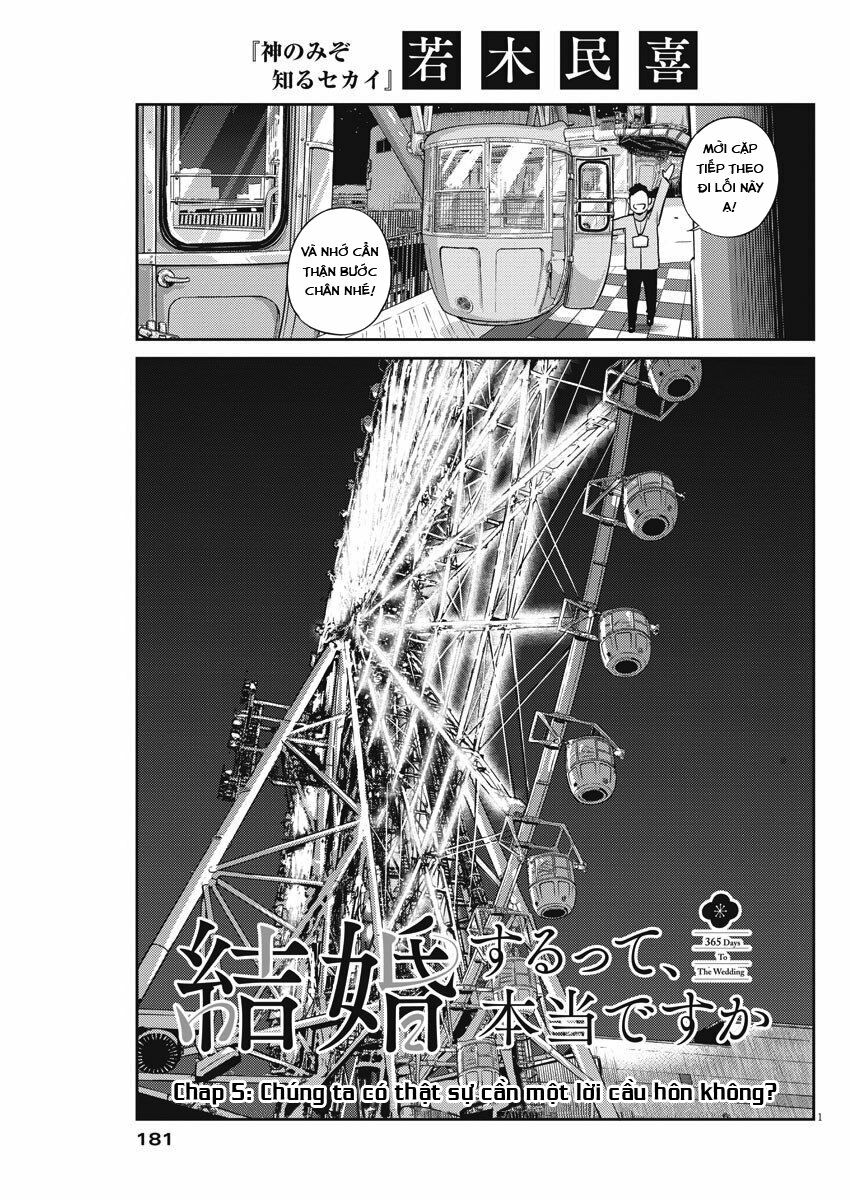 『神のみぞ
知るセカイ』
若木民喜
MỜI CẶP
TIẾP THEO
ĐI LỐI NÀY
Ạ!
VÀ NHỚ CẨN
THẬN BƯỚC
CHÂN NHÉ!
結婚するって、
本当ですか
365 Days
To
The Wedding
Chap 5: Chúng ta có thật sự cần một lời cầu hôn không?
1
181